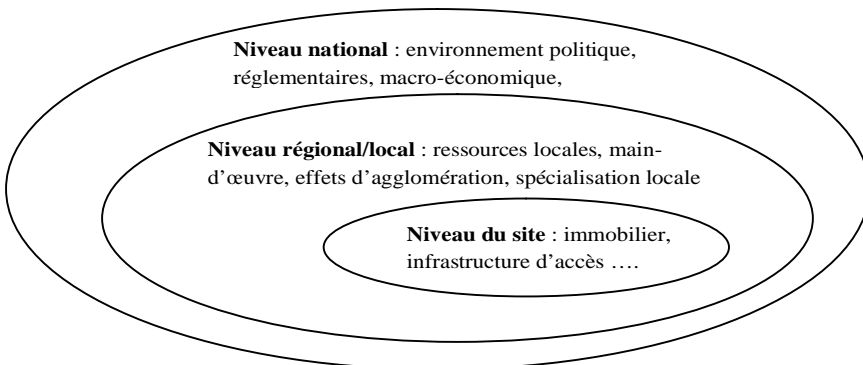 Niveau national : environnement politique,
réglementaires, macro-économique,
Niveau régional/local : ressources locales, main-
d’œuvre, effets d’agglomération, spécialisation locale
Niveau du site : immobilier,
infrastructure d’accès ….